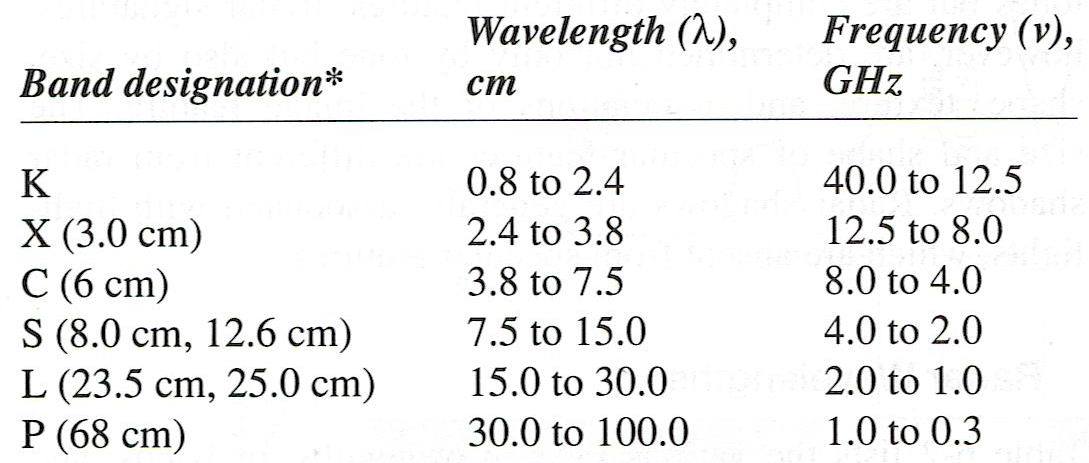 Wavelength (λ), Frequency (ν),
Band designation* cm GHz
K 0.8 to 2.4 40.0 to 12.5
X (3.0 cm) 2.4 to 3.8 12.5 to 8.0
C (6 cm) 3.8 to 7.5 8.0 to 4.0
S (8.0 cm, 12.6 cm) 7.5 to 15.0 4.0 to 2.0
L (23.5 cm, 25.0 cm) 15.0 to 30.0 2.0 to 1.0
P (68 cm) 30.0 to 100.0 1.0 to 0.3